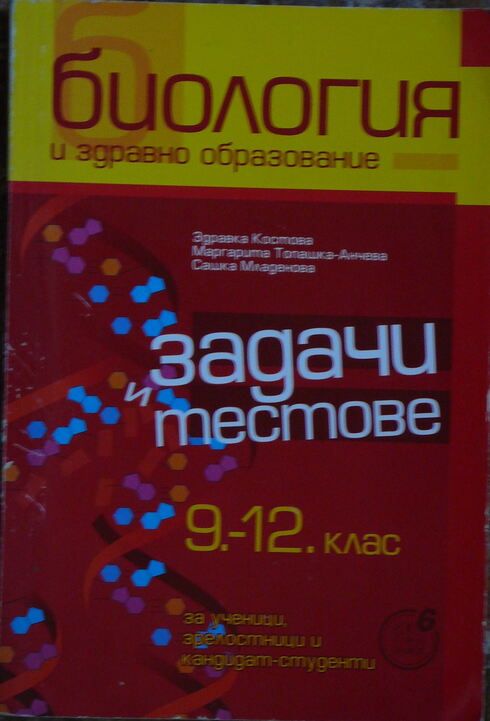 б
биология
и здравно образование
Здравка Костова
Маргарита Топашка-Анчева
Сашка Младенова
задачи
и
тестове
9.-12. клас
за ученици,
зрелостници и
кандидат-студенти
6